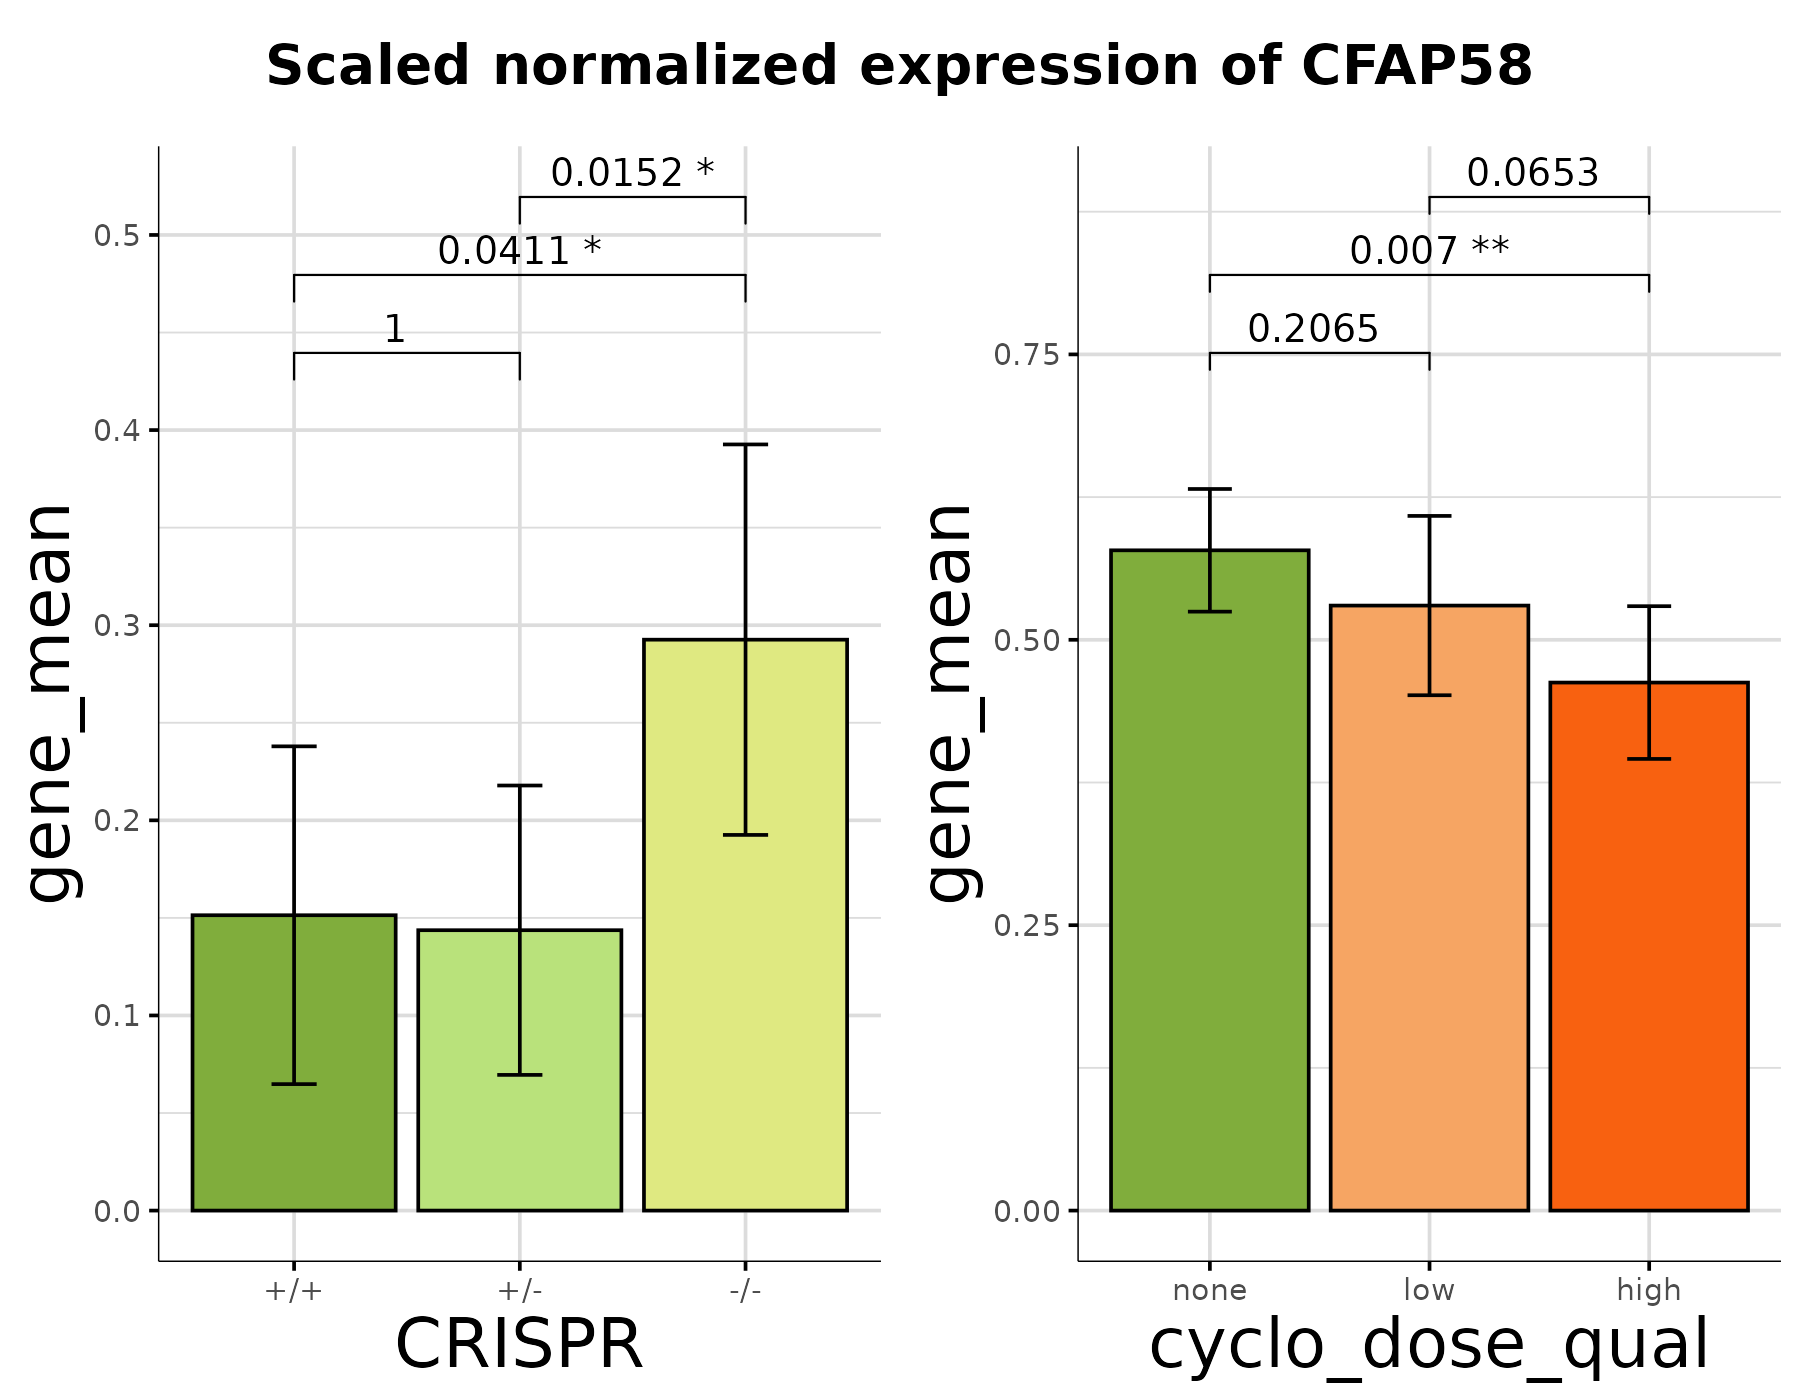 Scaled normalized expression of CFAP58
gene_mean
0.5
0.4
0.3
0.2
0.1
0.0
0.0152 *
0.0411 *
1
+/+ +/- -/-
CRISPR
gene_mean
0.75
0.50
0.25
0.00
0.0653
0.007 **
0.2065
none low high
cyclo_dose_qual